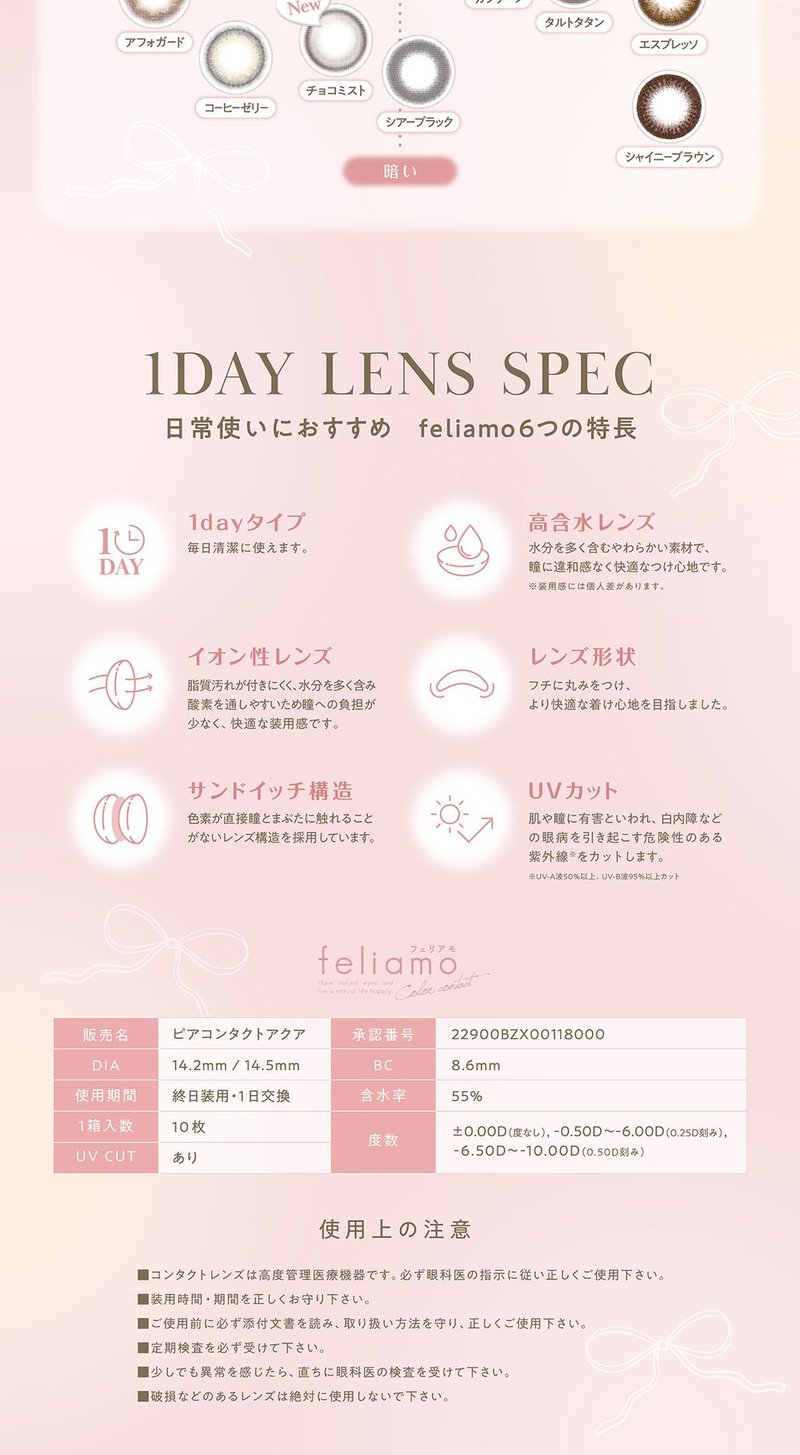 New
タルトタタン
アフォガード
エスプレッソ
チョコミスト
コーヒーゼリー
シアーブラック
シャイニーブラウン
暗い
1DAY LENS SPEC
日常使いにおすすめ feliamo6つの特長
1 DAY
1dayタイプ
毎日清潔に使えます。
高含水レンズ
水分を多く含むやわらかい素材で、
瞳に違和感なく快適なつけ心地です。
※装用感には個人差があります。
イオン性レンズ
脂質汚れが付きにくく、水分を多く含み
酸素を通しやすいため瞳への負担が
少なく、快適な装用感です。
レンズ形状
フチに丸みをつけ、
より快適な着け心地を目指しました。
サンドイッチ構造
色素が直接瞳とまぶたに触れること
がないレンズ構造を採用しています。
UVカット
肌や瞳に有害といわれ、白内障など
の眼病を引き起こす危険性のある
紫外線※をカットします。
※UV-A波50%以上、UV-B波95%以上カット
フェリアモ
feliamo
Have natural eyes and
live a natural life happily.
Color contact
販売名 ピアコンタクトアクア 承認番号 22900BZX00118000
DIA 14.2mm / 14.5mm BC 8.6mm
使用期間 終日装用・1日交換 含水率 55%
1箱入数 10枚
度数 ±0.00D(度なし), -0.50D〜-6.00D(0.25D刻み),
-6.50D〜-10.00D(0.50D刻み)
UV CUT あり
使用上の注意
■コンタクトレンズは高度管理医療機器です。必ず眼科医の指示に従い正しくご使用下さい。
■装用時間・期間を正しくお守り下さい。
■ご使用前に必ず添付文書を読み、取り扱い方法を守り、正しくご使用下さい。
■定期検査を必ず受けて下さい。
■少しでも異常を感じたら、直ちに眼科医の検査を受けて下さい。
■破損などのあるレンズは絶対に使用しないで下さい。